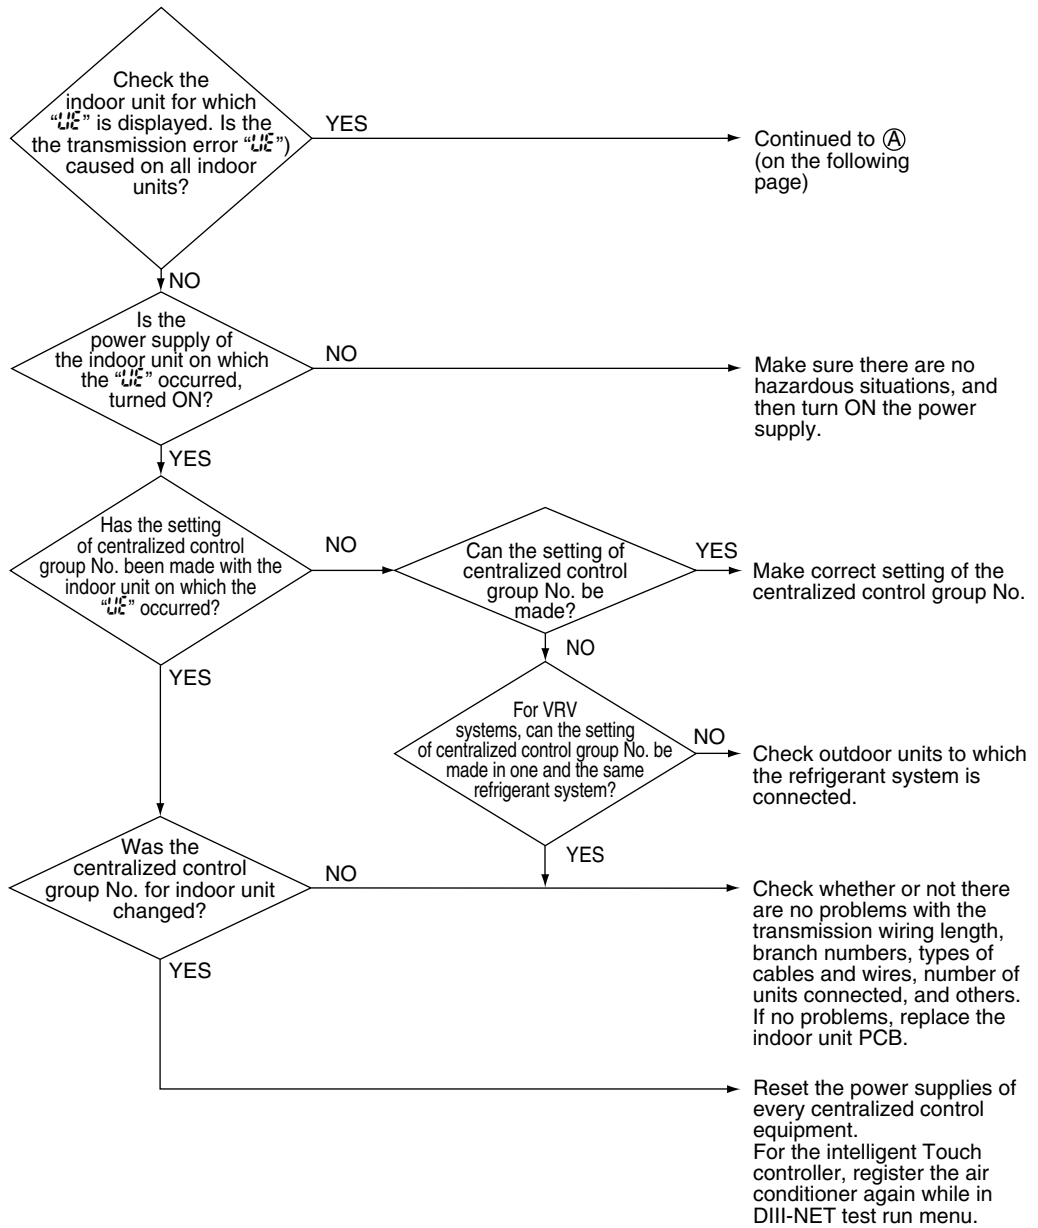 Check the
indoor unit for which
“UE” is displayed. Is the
the transmission error “UE”)
caused on all indoor
units?
YES
Continued to Ⓐ
(on the following
page)
NO
Is the
power supply of
the indoor unit on which
the “UE” occurred,
turned ON?
NO
Make sure there are no
hazardous situations, and
then turn ON the power
supply.
YES
Has the setting
of centralized control
group No. been made with the
indoor unit on which the
“UE” occurred?
NO
Can the setting of
centralized control
group No. be
made?
YES
Make correct setting of the
centralized control group No.
NO
YES
For VRV
systems, can the setting
of centralized control group No. be
made in one and the same
refrigerant system?
NO
Check outdoor units to which
the refrigerant system is
connected.
YES
Was the
centralized control
group No. for indoor unit
changed?
NO
Check whether or not there
are no problems with the
transmission wiring length,
branch numbers, types of
cables and wires, number of
units connected, and others.
If no problems, replace the
indoor unit PCB.
YES
Reset the power supplies of
every centralized control
equipment.
For the intelligent Touch
controller, register the air
conditioner again while in
DIII-NET test run menu.